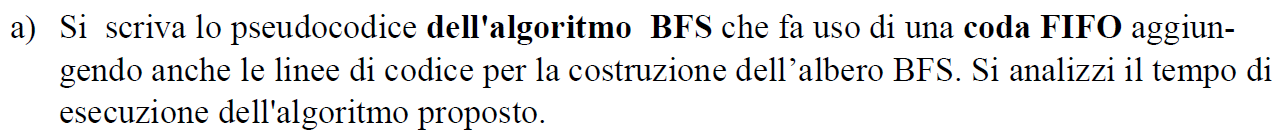 a) Si scriva lo pseudocodice dell'algoritmo BFS che fa uso di una coda FIFO aggiun-
gendo anche le linee di codice per la costruzione dell’albero BFS. Si analizzi il tempo di
esecuzione dell'algoritmo proposto.